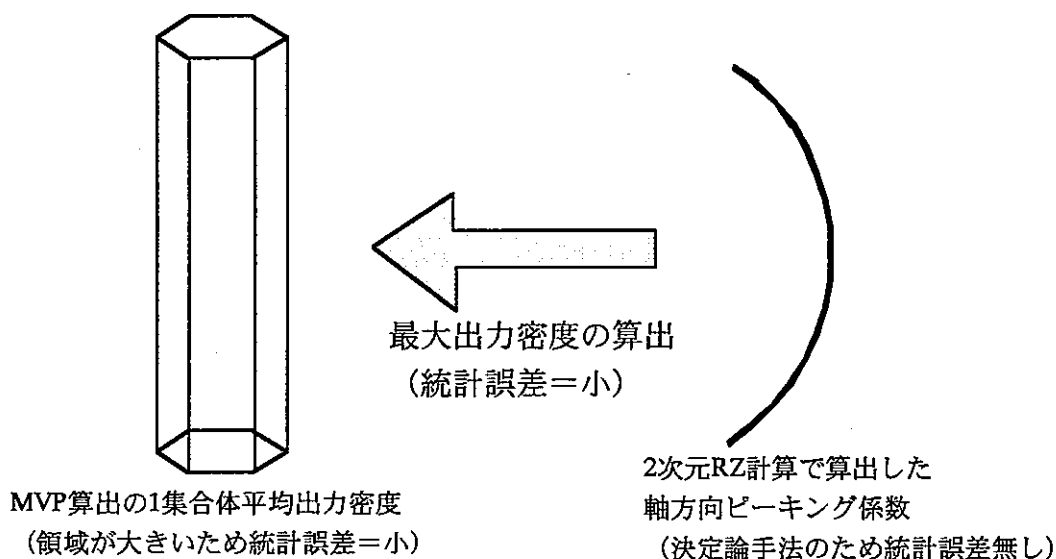 最大出力密度の算出
（統計誤差＝小）
MVP算出の1集合体平均出力密度
（領域が大きいため統計誤差＝小）
2次元RZ計算で算出した
軸方向ピーキング係数
（決定論手法のため統計誤差無し）